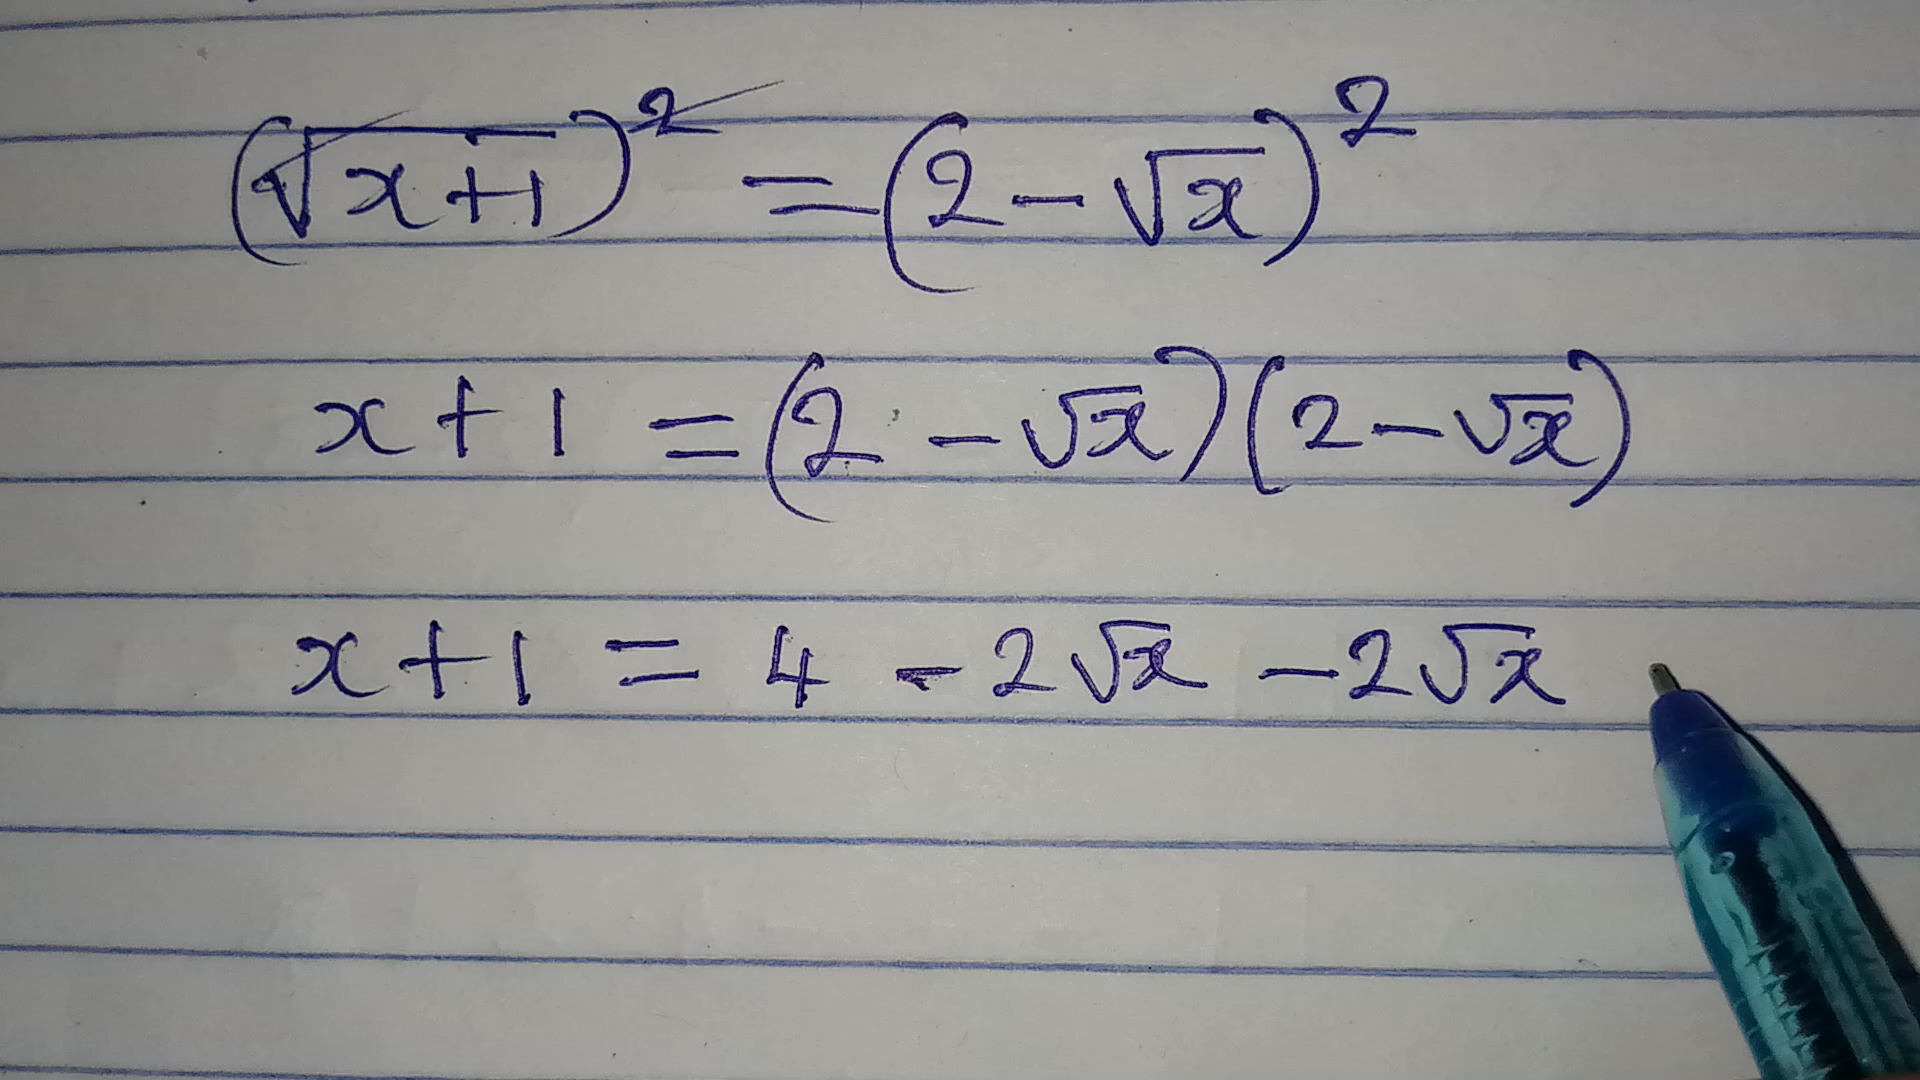 (√x+1)² = (2 - √x)²
x + 1 = (2 - √x)(2 - √x)
x + 1 = 4 - 2√x - 2√x